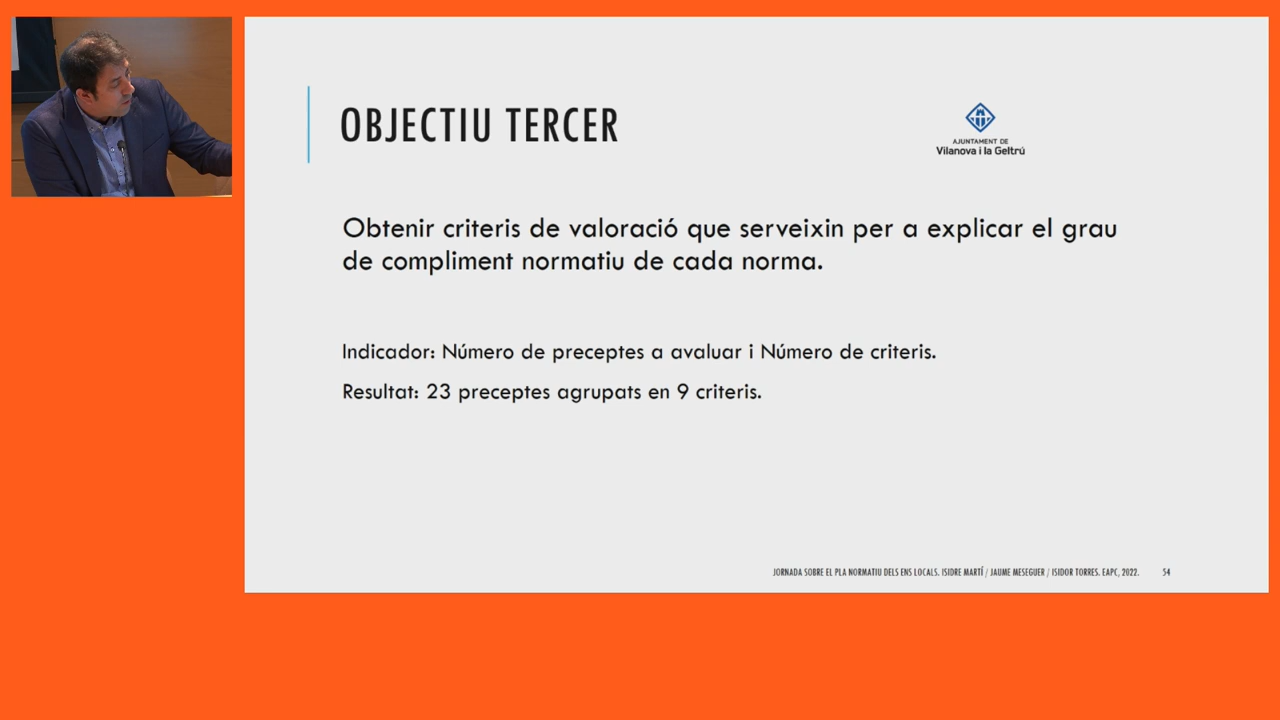 OBJECTIU TERCER
AJUNTAMENT DE
Vilanova i la Geltrú
Obtenir criteris de valoració que serveixin per a explicar el grau
de compliment normatiu de cada norma.
Indicador: Número de preceptes a avaluar i Número de criteris.
Resultat: 23 preceptes agrupats en 9 criteris.
JORNADA SOBRE EL PLA NORMATIU DELS ENS LOCALS. ISIDRE MARTÍ / JAUME MESEGUER / ISIDOR TORRES. EAPC, 2022. 54